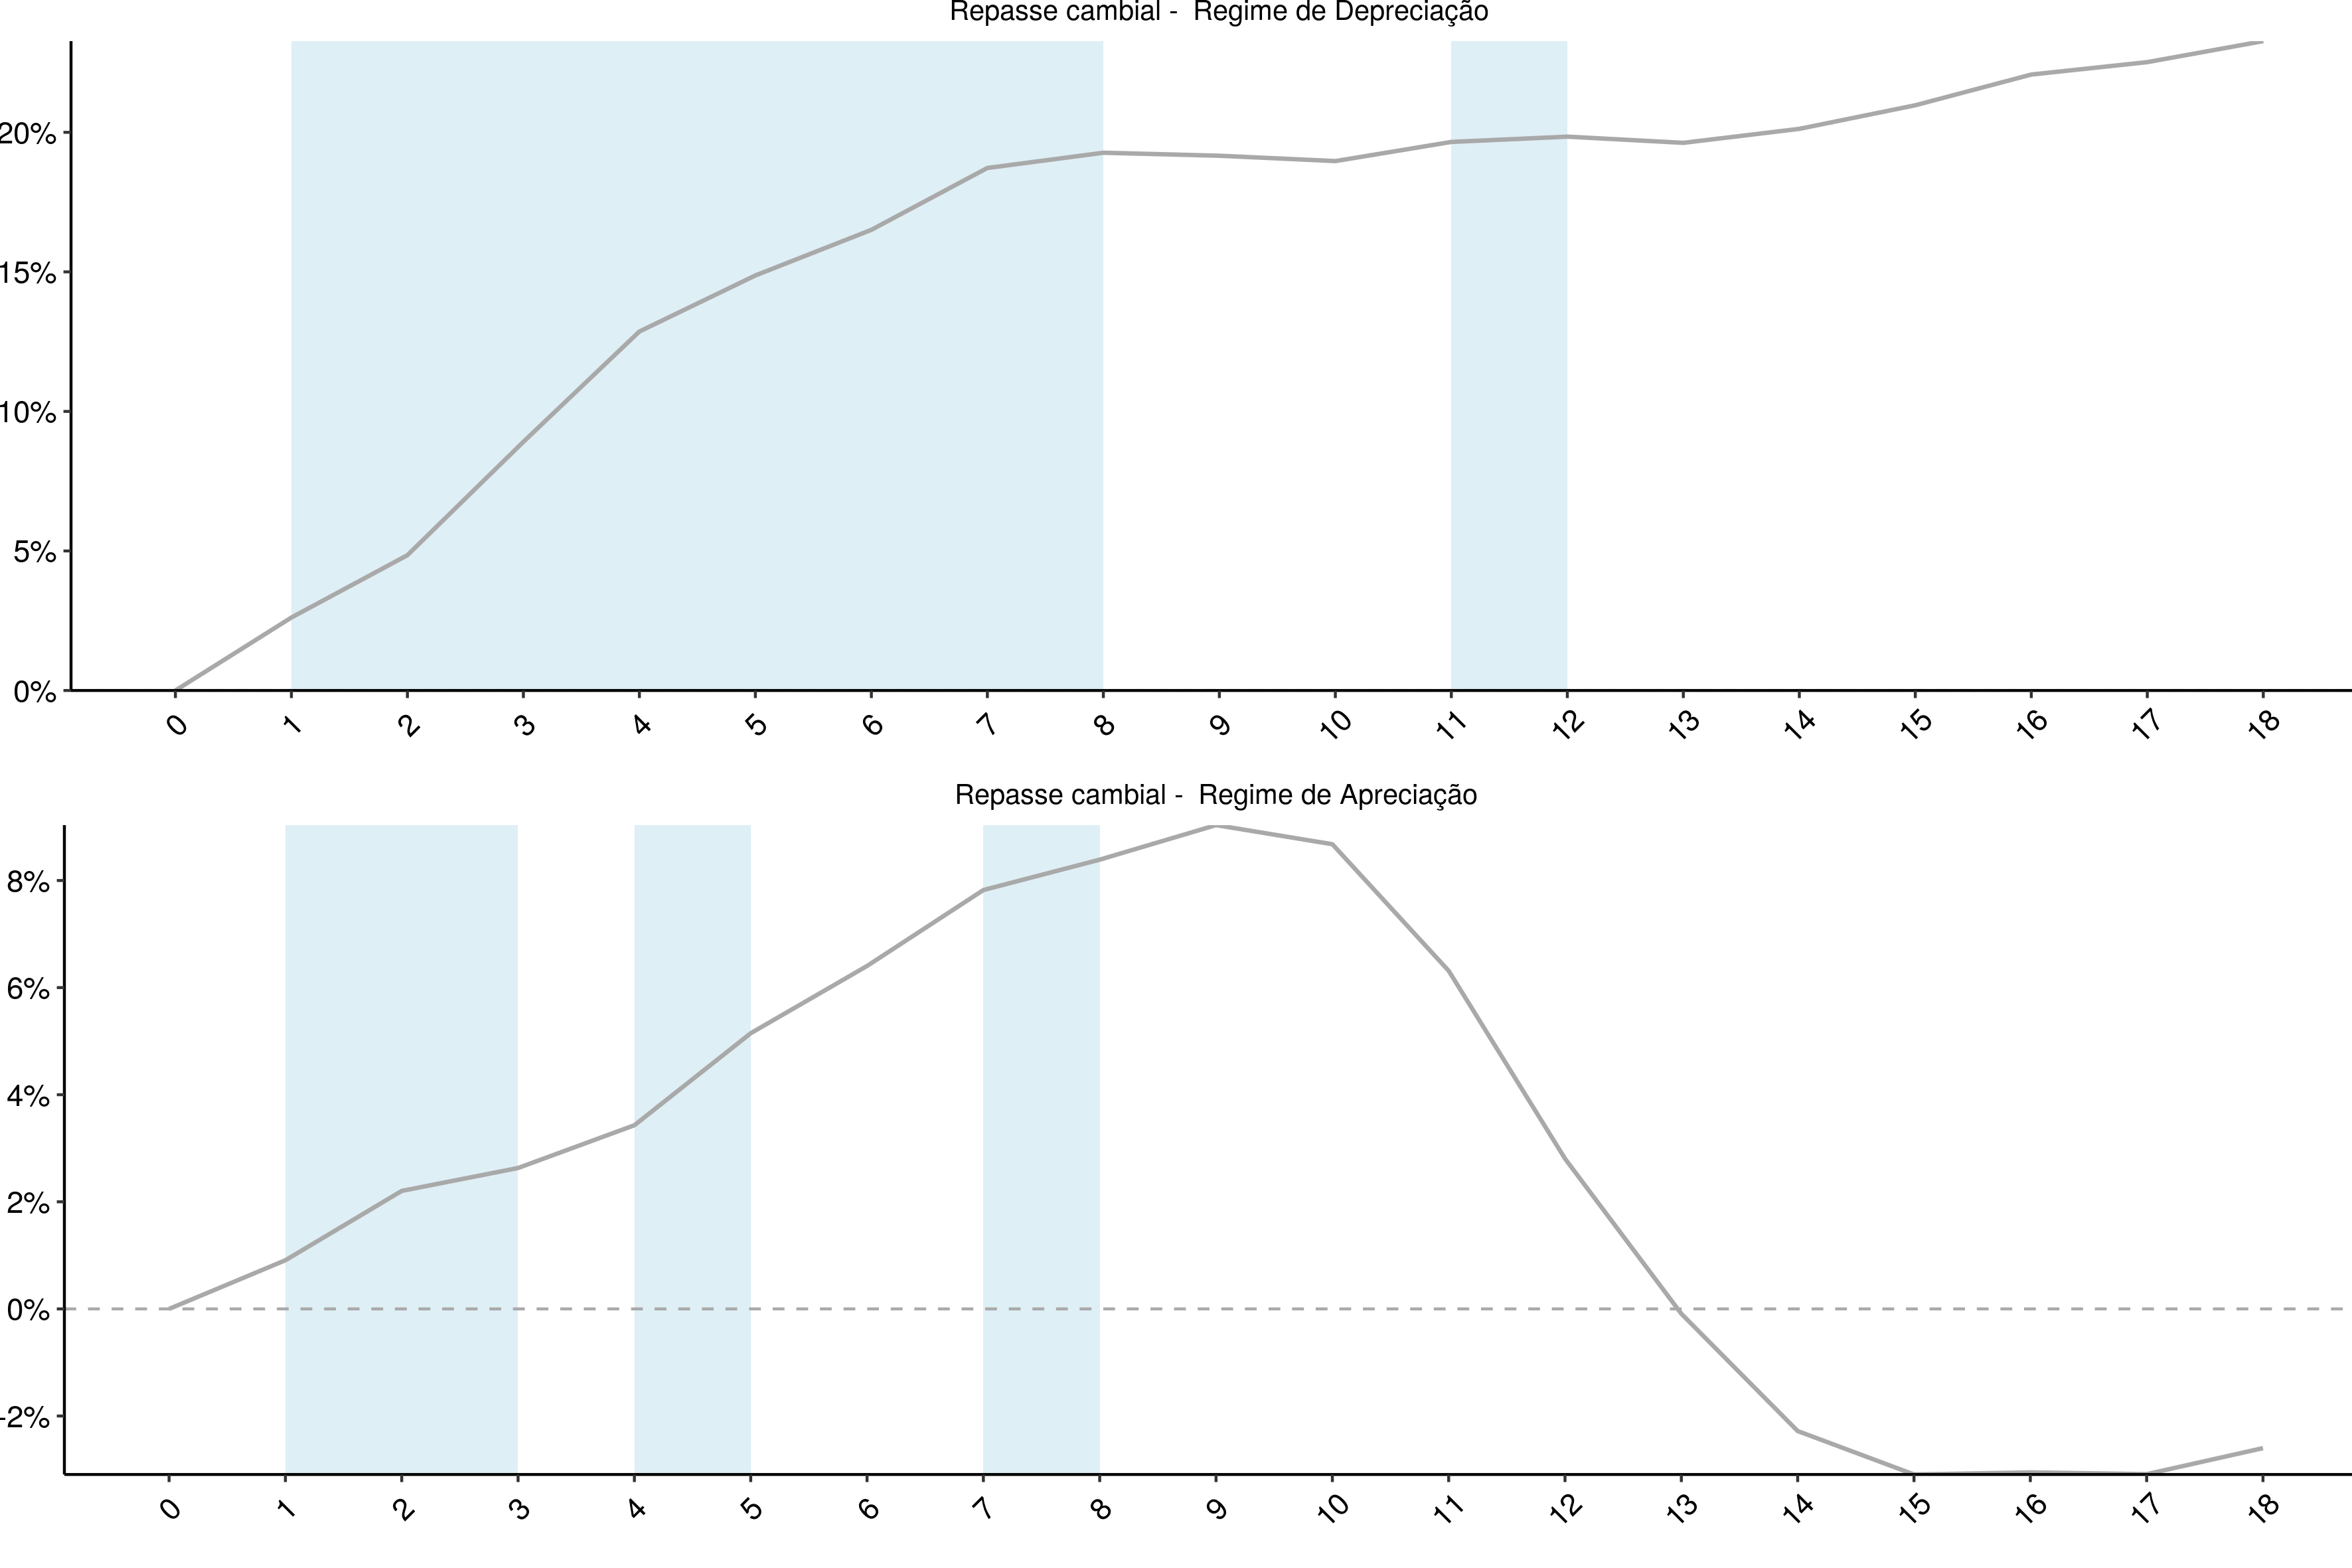 Repasse cambial -  Regime de Depreciação
20%
15%
10%
5%
0%
0 1 2 3 4 5 6 7 8 9 10 11 12 13 14 15 16 17 18
Repasse cambial -  Regime de Apreciação
8%
6%
4%
2%
0%
-2%
0 1 2 3 4 5 6 7 8 9 10 11 12 13 14 15 16 17 18